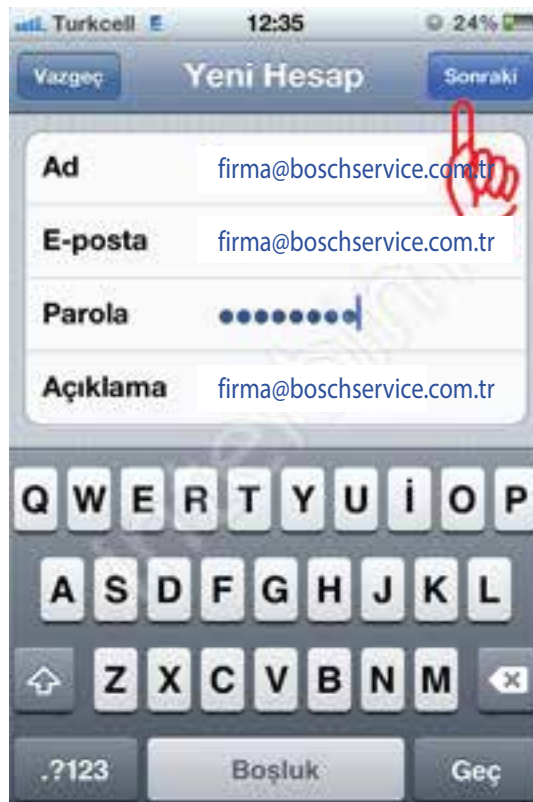 Turkcell E 12:35 24%
Vazgeç Yeni Hesap Sonraki
Ad firma@boschservice.com.tr
E-posta firma@boschservice.com.tr
Parola ••••••••
Açıklama firma@boschservice.com.tr
Q W E R T Y U İ O P
A S D F G H J K L
Z X C V B N M
.?123 Boşluk Geç